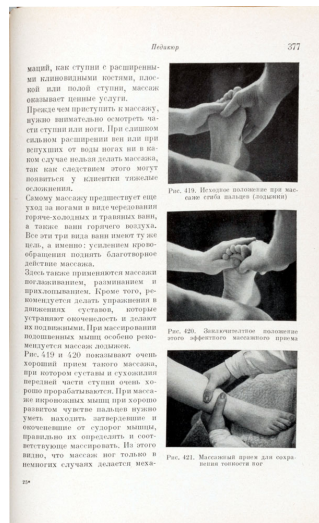 Педикюр
377
маций, как ступни с расширенны-
ми клиновидными костями, плос-
кой или полой ступни, массаж
оказывает ценные услуги.
Прежде чем приступить к массажу,
нужно внимательно осмотреть ча-
сти ступни или ноги. При слишком
сильном расширении вен или при
опухших от воды ногах ни в ка-
ком случае нельзя делать массажа,
так как следствием этого могут
появиться у клиентки тяжелые
осложнения.
Самому массажу предшествует еще
уход за ногами в виде чередования
горяче-холодных и травяных ванн,
а также ванн горячего воздуха.
Все эти три вида ванн имеют ту же
цель, а именно: усилением крово-
обращения поднять благотворное
действие массажа.
Здесь также применяются массажи
поглаживанием, разминанием и
прихлопыванием. Кроме того, ре-
комендуется делать упражнения в
движениях суставов, которые
устраняют окоченелость и делают
их подвижными. При массировании
подошвенных мышц особенно реко-
мендуется массаж лодыжек.
Рис. 419 и 420 показывают очень
хороший прием такого массажа,
при котором суставы и сухожилия
передней части ступни очень хо-
рошо прорабатываются. При масса-
же икроножных мышц при хорошо
развитом чувстве пальцев нужно
уметь находить затвердевшие и
окоченевшие от судорог мышцы,
правильно их определить и соот-
ветствующе массировать. Из этого
видно, что массаж ног только в
немногих случаях делается меха-
Рис. 419. Исходное положение при мас-
саже сгиба пальцев (лодыжки)
Рис. 420. Заключительное положение
этого эффектного массажного приема
Рис. 421. Массажный прием для сохра-
нения тонкости ног